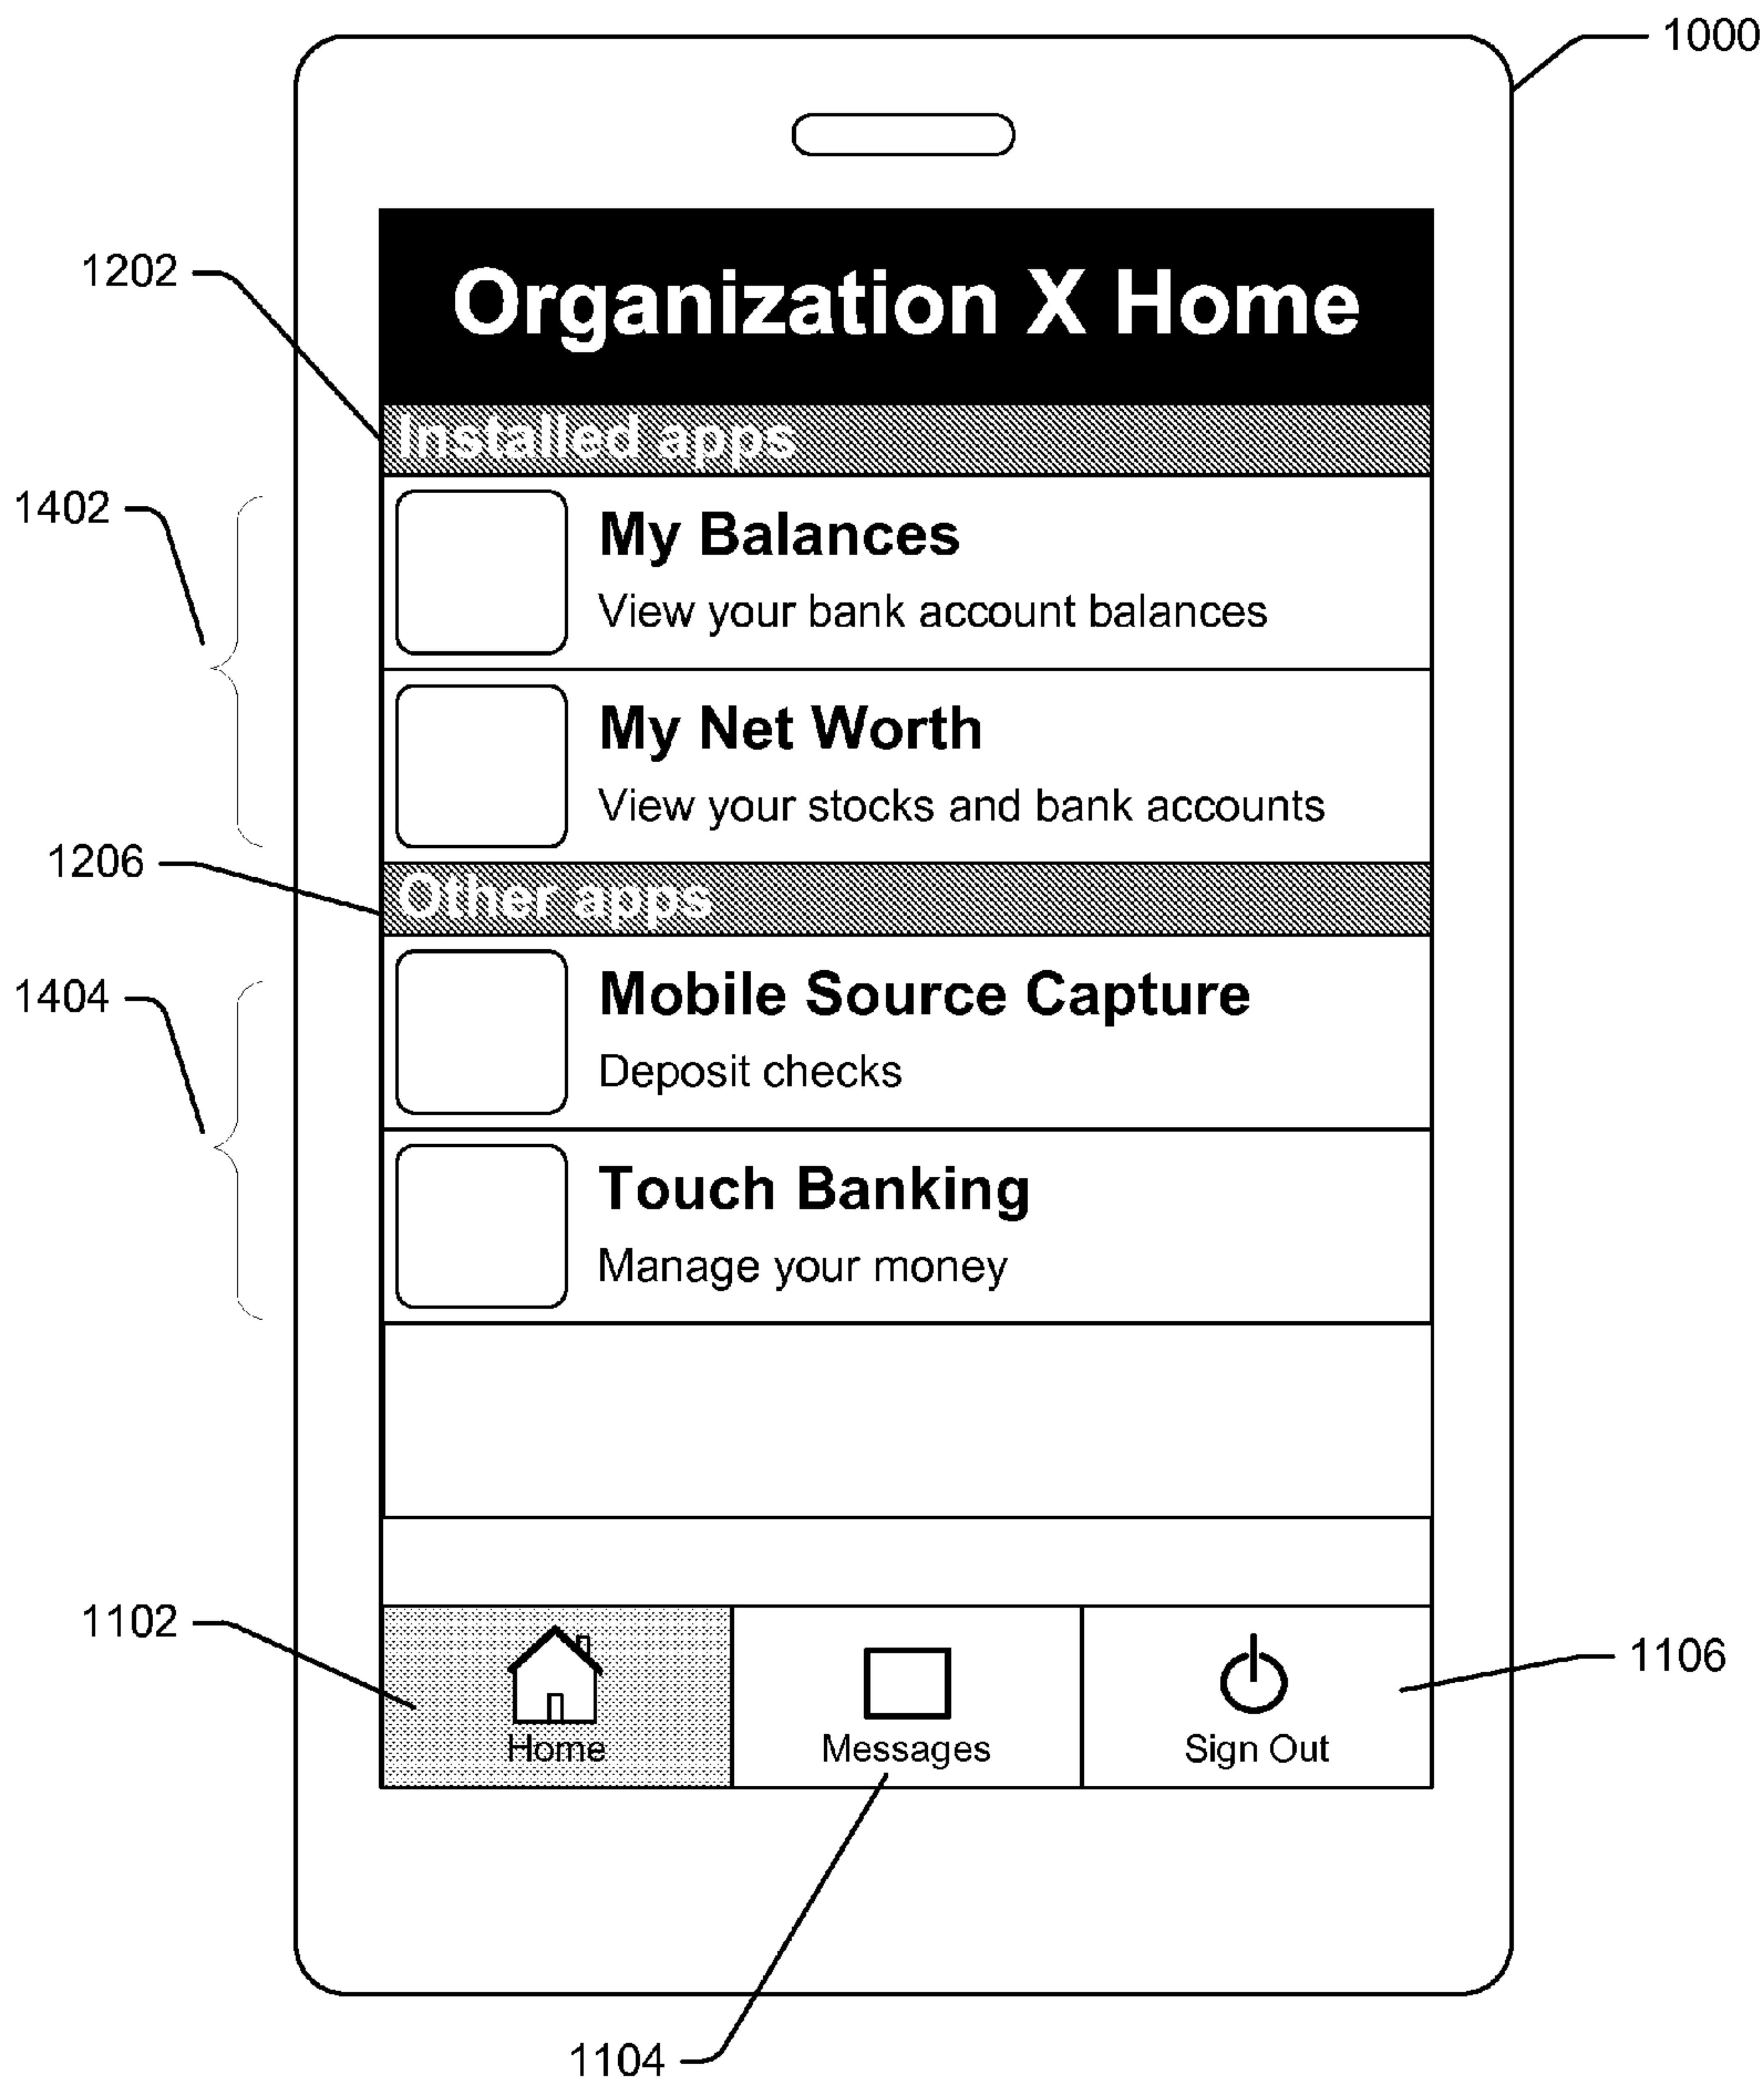 1000
1202
Organization X Home
Installed apps
1402
My Balances
View your bank account balances
My Net Worth
View your stocks and bank accounts
1206
Other apps
1404
Mobile Source Capture
Deposit checks
Touch Banking
Manage your money
1102
Home
Messages
Sign Out
1106
1104